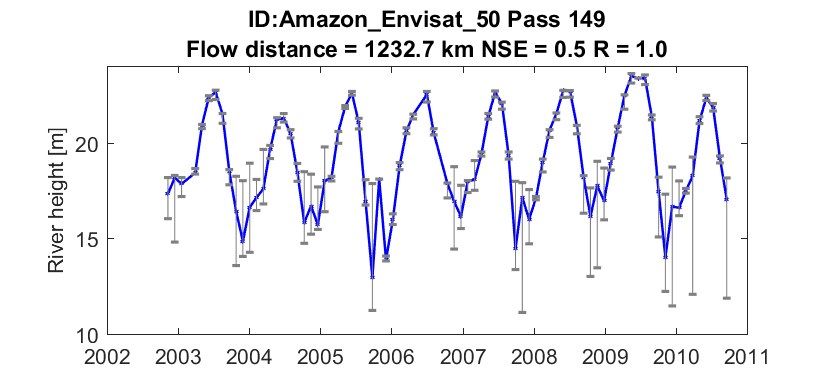 ID:Amazon_Envisat_50 Pass 149
Flow distance = 1232.7 km NSE = 0.5 R = 1.0
River height [m]
20
15
10
2002 2003 2004 2005 2006 2007 2008 2009 2010 2011